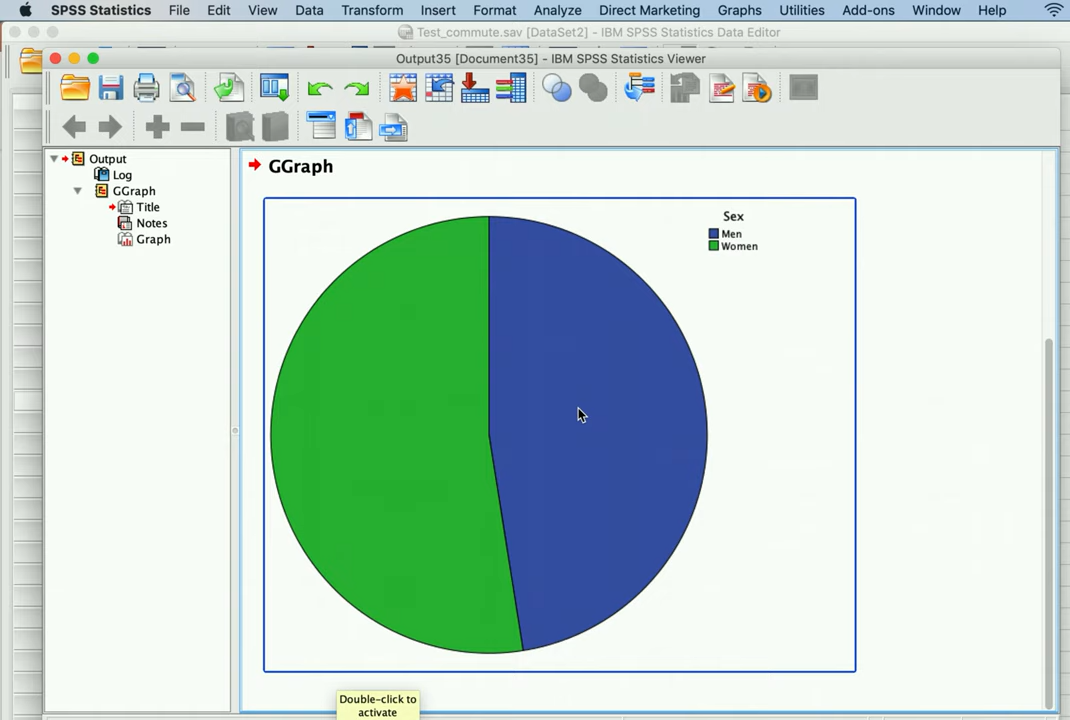 SPSS Statistics File Edit View Data Transform Insert Format Analyze Direct Marketing Graphs Utilities Add-ons Window Help
Test_commute.sav [DataSet2] - IBM SPSS Statistics Data Editor
Output35 [Document35] - IBM SPSS Statistics Viewer
Output
Log
GGraph
Title
Notes
Graph
GGraph
Sex
Men
Women
Double-click to
activate